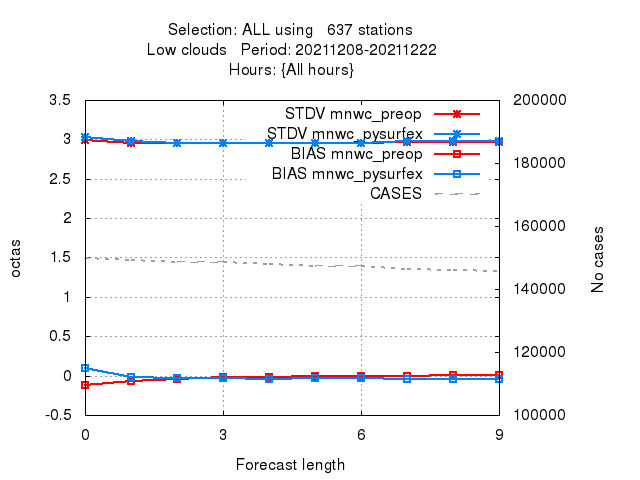 Selection: ALL using   637 stations
Low clouds   Period: 20211208-20211222
Hours: {All hours}
3.5
3
2.5
2
1.5
1
0.5
0
-0.5
octas
STDV mnwc_preop
STDV mnwc_pysurfex
BIAS mnwc_preop
BIAS mnwc_pysurfex
CASES
200000
180000
160000
140000
120000
100000
No cases
0 3 6 9
Forecast length